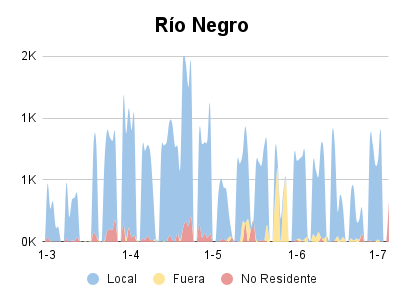 Río Negro
2K
1K
1K
0K
1-3 1-4 1-5 1-6 1-7
Local Fuera No Residente